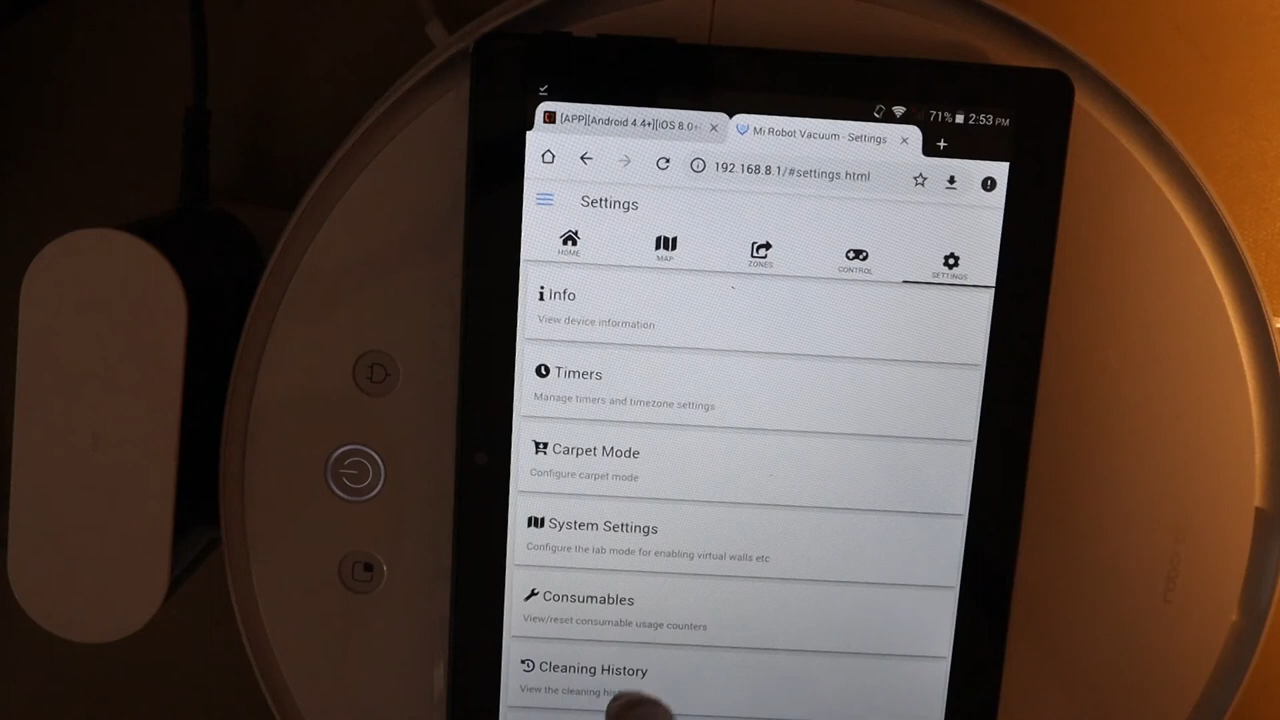 71% 2:53 PM
[APP][Android 4.4+][iOS 8.0+
Mi Robot Vacuum - Settings
192.168.8.1/#settings.html
Settings
HOME
MAP
ZONES
CONTROL
SETTINGS
Info
View device information
Timers
Manage timers and timezone settings
Carpet Mode
Configure carpet mode
System Settings
Configure the lab mode for enabling virtual walls etc
Consumables
View/reset consumable usage counters
Cleaning History
View the cleaning